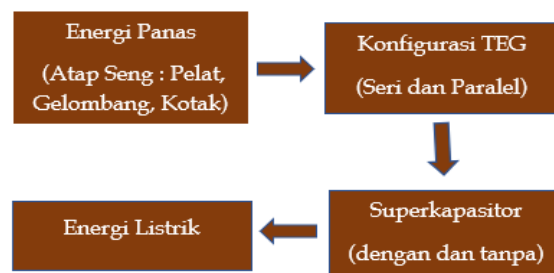 Energi Panas
(Atap Seng : Pelat,
Gelombang, Kotak)
Konfigurasi TEG
(Seri dan Paralel)
Superkapasitor
(dengan dan tanpa)
Energi Listrik